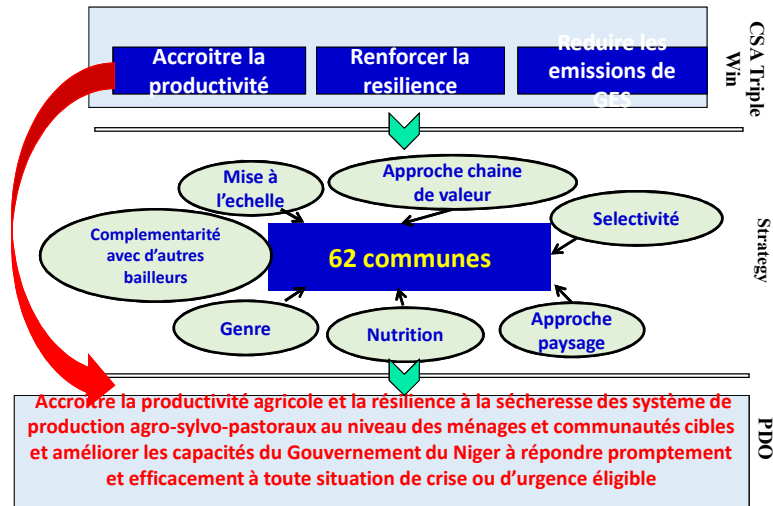 Accroitre la
productivité
Renforcer la
resilience
Reduire les
emissions de
GES
CSA Triple
Win
Mise à
l'echelle
Approche chaine
de valeur
Selectivité
Complementarité
avec d'autres
bailleurs
62 communes
Genre
Nutrition
Approche
paysage
Strategy
Accroitre la productivité agricole et la résilience à la sécheresse des système de
production agro-sylvo-pastoraux au niveau des ménages et communautés cibles
et améliorer les capacités du Gouvernement du Niger à répondre promptement
et efficacement à toute situation de crise ou d'urgence éligible
PDO